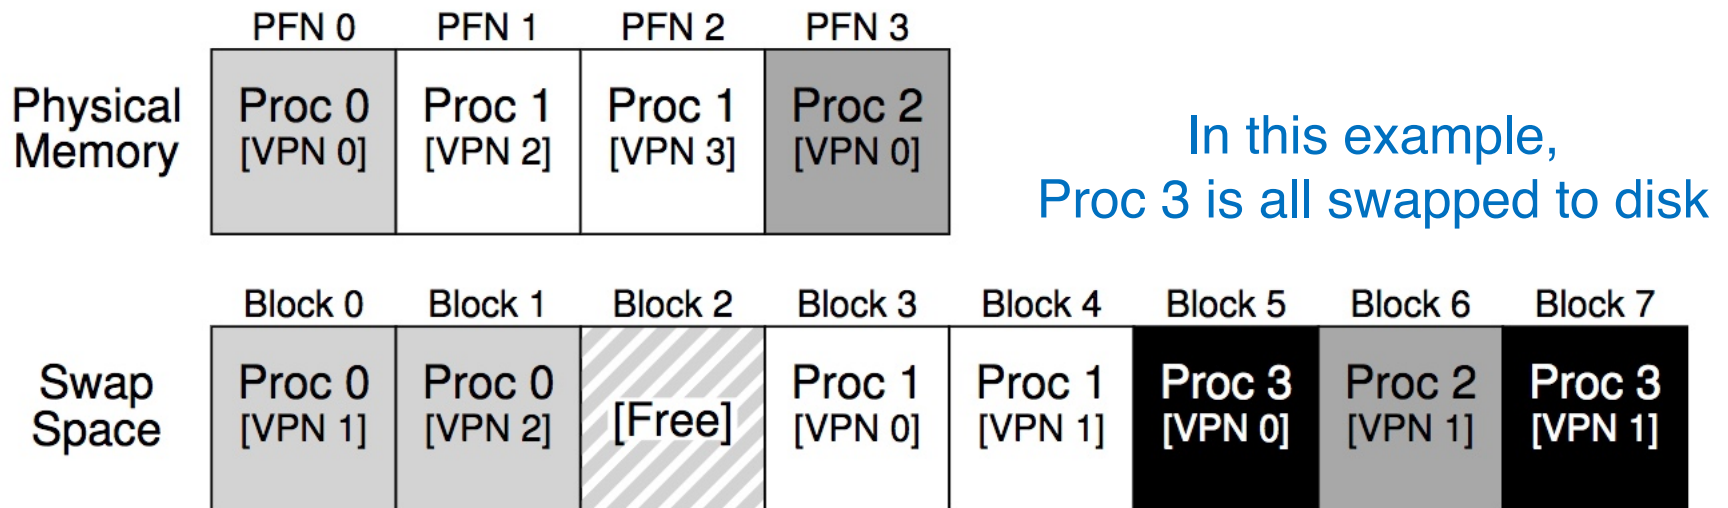 PFN 0 PFN 1 PFN 2 PFN 3
Physical Memory
Proc 0 [VPN 0]
Proc 1 [VPN 2]
Proc 1 [VPN 3]
Proc 2 [VPN 0]
In this example,
Proc 3 is all swapped to disk
Block 0 Block 1 Block 2 Block 3 Block 4 Block 5 Block 6 Block 7
Swap Space
Proc 0 [VPN 1]
Proc 0 [VPN 2]
[Free]
Proc 1 [VPN 0]
Proc 1 [VPN 1]
Proc 3 [VPN 0]
Proc 2 [VPN 1]
Proc 3 [VPN 1]